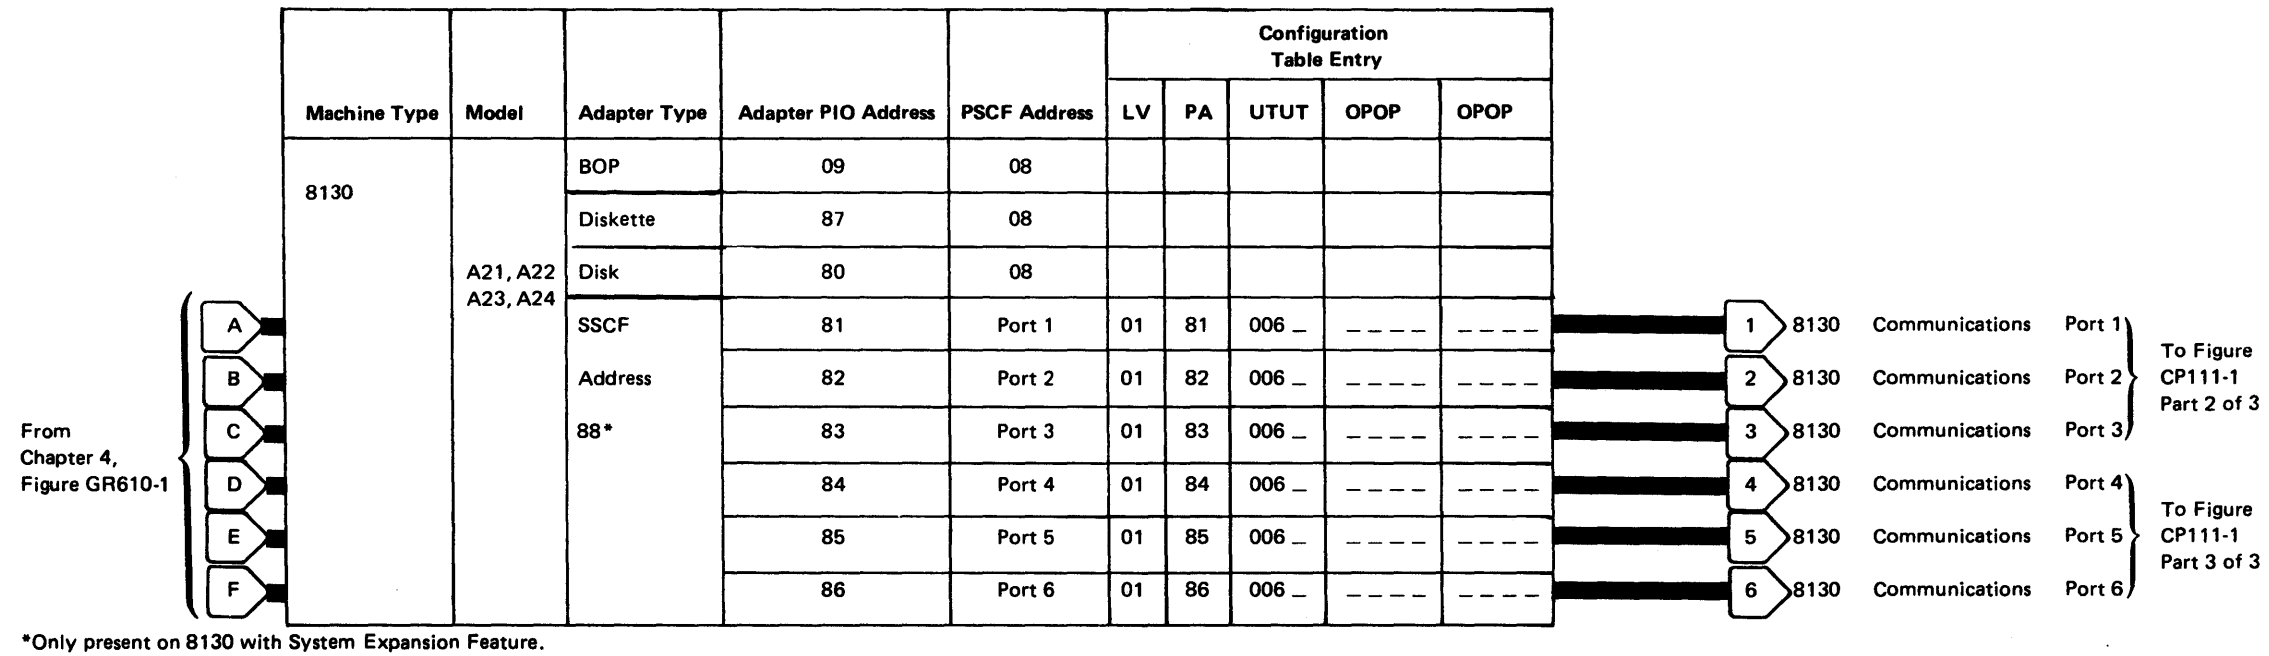 Configuration
Table Entry
Machine Type Model Adapter Type Adapter PIO Address PSCF Address LV PA UTUT OPOP OPOP
BOP 09 08
8130
Diskette 87 08
A21, A22 Disk 80 08
A23, A24
A SSCF 81 Port 1 01 81 006 _ _ _ _ _ _ _ _ _ 1 8130 Communications Port 1
To Figure
B Address 82 Port 2 01 82 006 _ _ _ _ _ _ _ _ _ 2 8130 Communications Port 2 CP111-1
Part 2 of 3
From C 88* 83 Port 3 01 83 006 _ _ _ _ _ _ _ _ _ 3 8130 Communications Port 3
Chapter 4,
Figure GR610-1 D 84 Port 4 01 84 006 _ _ _ _ _ _ _ _ _ 4 8130 Communications Port 4
To Figure
E 85 Port 5 01 85 006 _ _ _ _ _ _ _ _ _ 5 8130 Communications Port 5 CP111-1
Part 3 of 3
F 86 Port 6 01 86 006 _ _ _ _ _ _ _ _ _ 6 8130 Communications Port 6
*Only present on 8130 with System Expansion Feature.